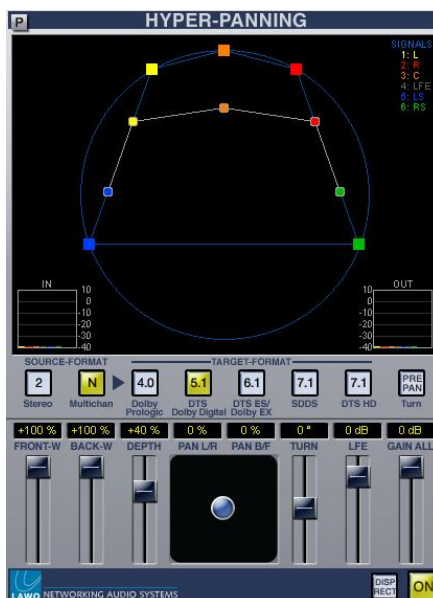 P HYPER-PANNING
SIGNALS
1: L
2: R
3: C
4: LFE
5: LS
6: RS
IN
10
0
-10
-20
-30
-40
OUT
10
0
-10
-20
-30
-40
SOURCE-FORMAT TARGET-FORMAT
2 N 4.0 5.1 6.1 7.1 7.1 PRE PAN
Stereo Multichan Dolby Prologic DTS Dolby Digital DTS ES/ Dolby EX SDDS DTS HD Turn
+100 % +100 % +40 % 0 % 0 % 0 ° 0 dB 0 dB
FRONT-W BACK-W DEPTH PAN L/R PAN B/F TURN LFE GAIN ALL
LAWO NETWORKING AUDIO SYSTEMS DISP RECT ON